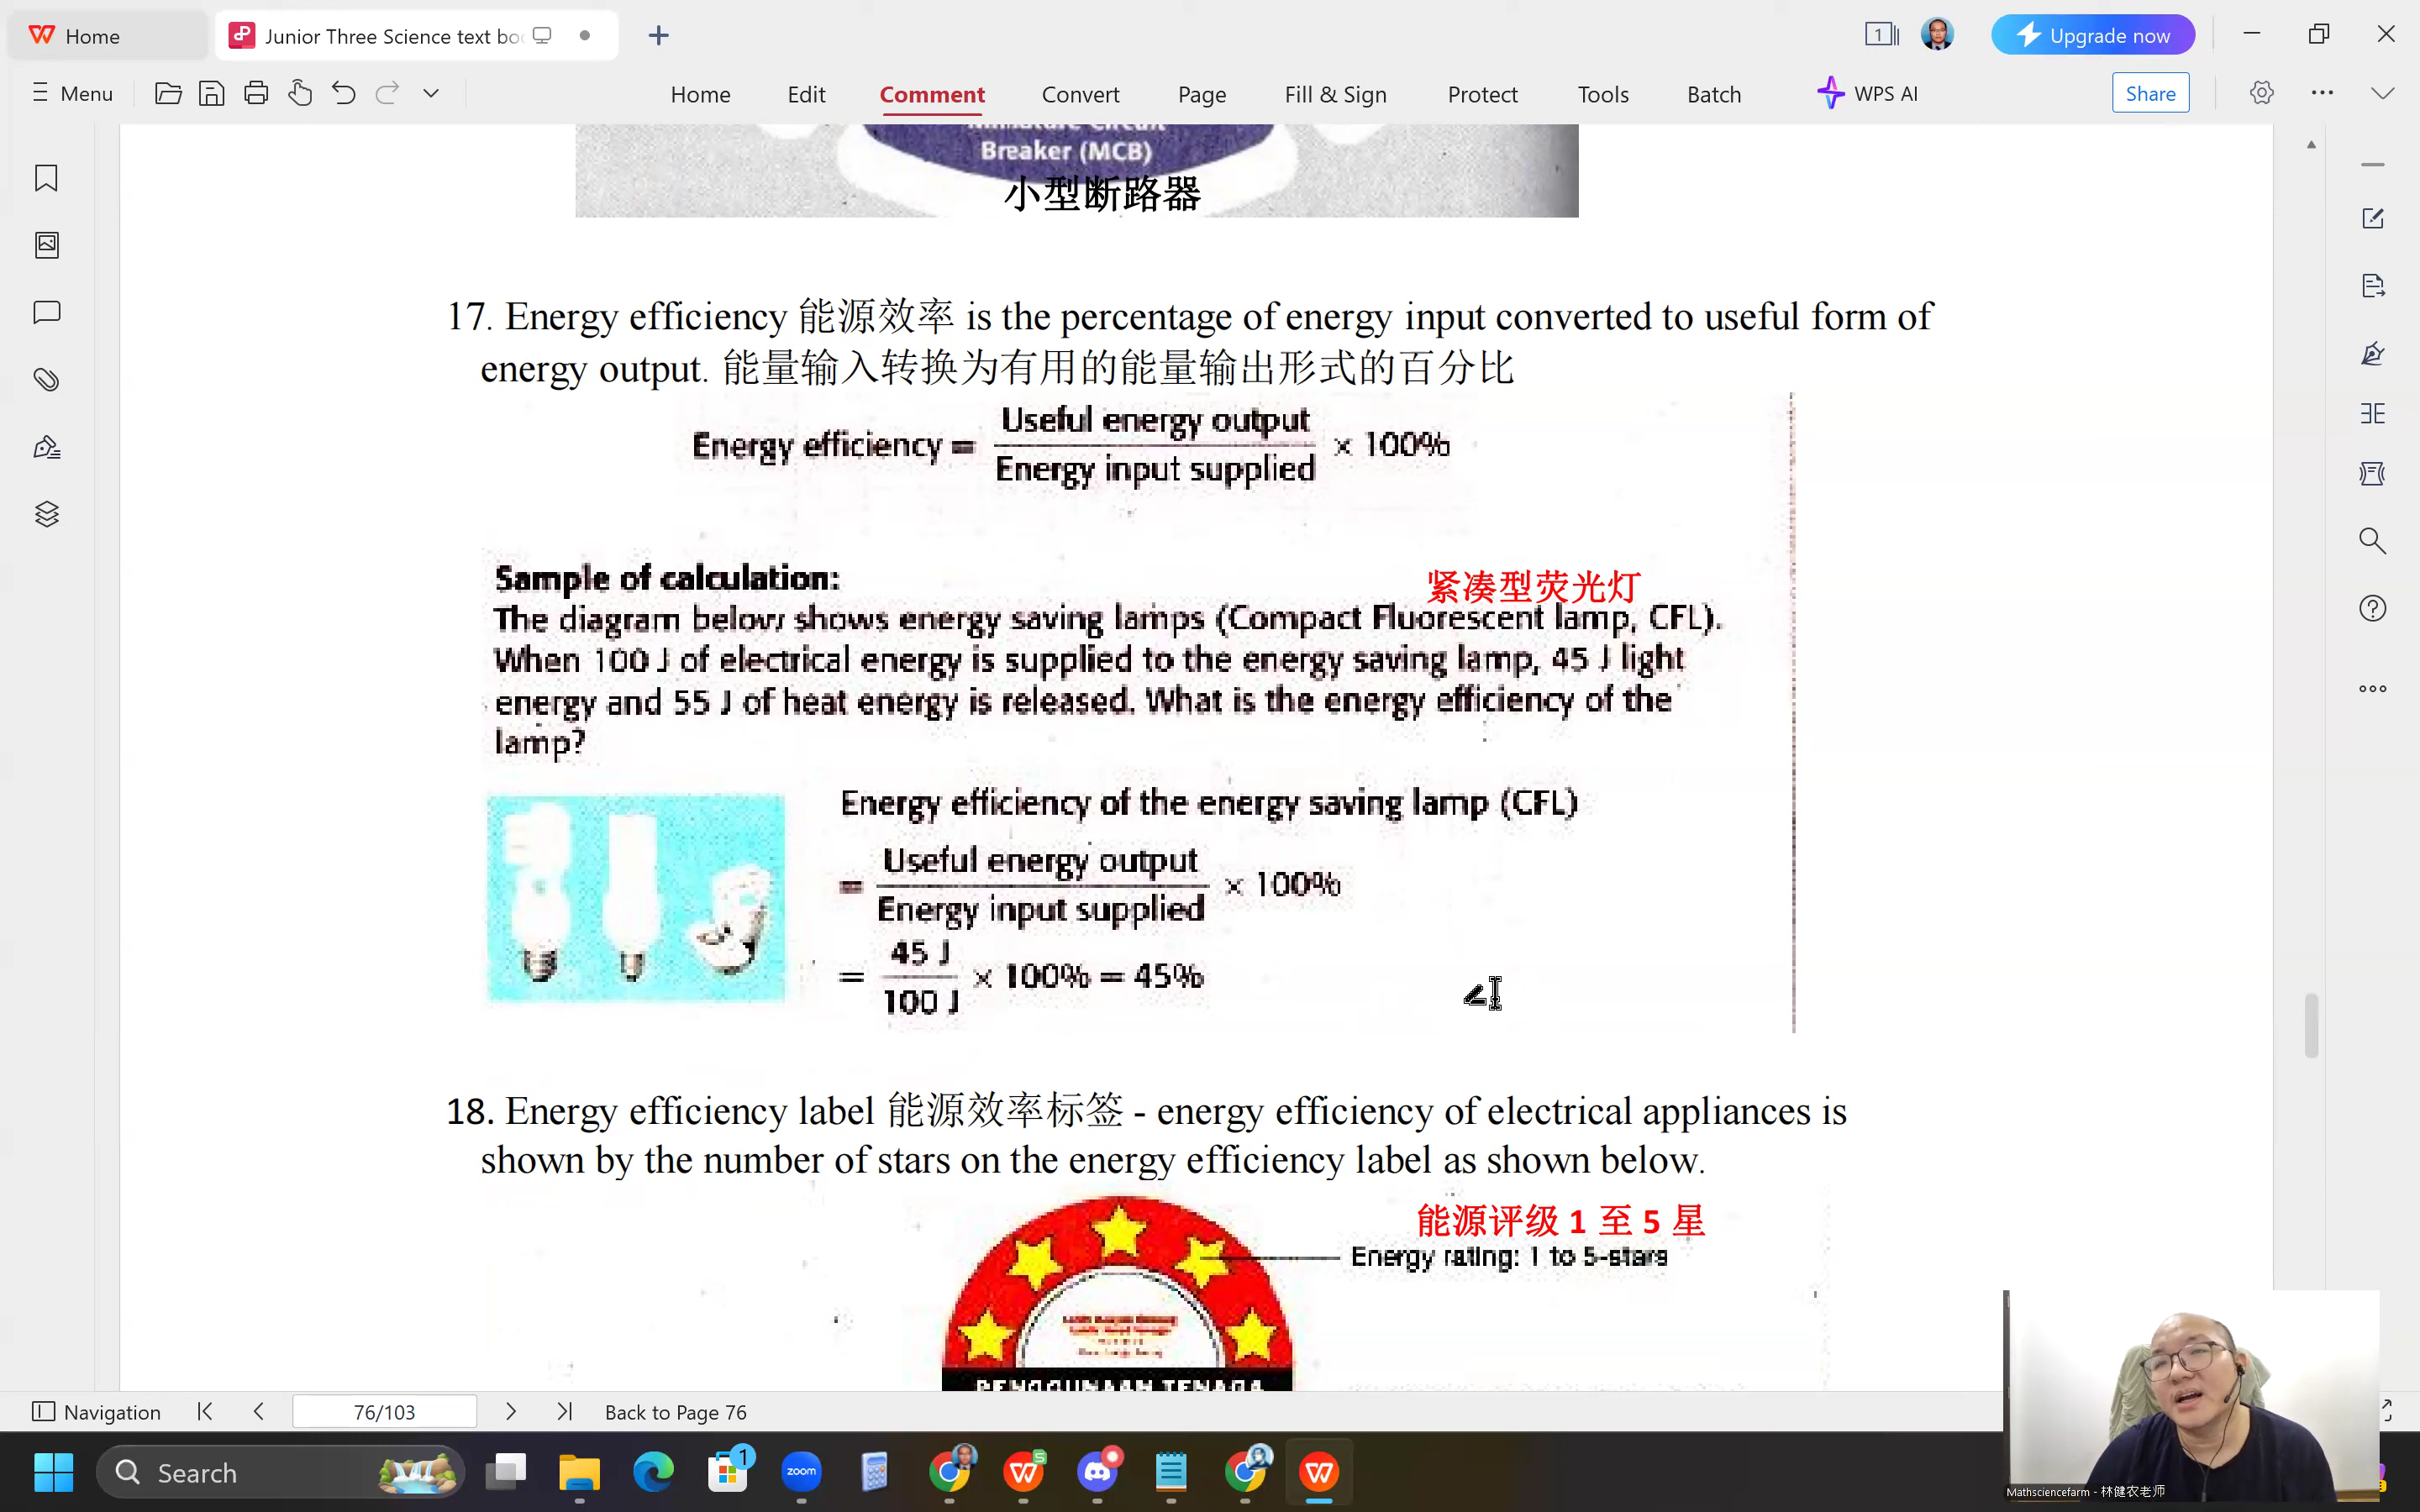 Home
Junior Three Science text boo
1
Upgrade now
Menu
Home
Edit
Comment
Convert
Page
Fill & Sign
Protect
Tools
Batch
WPS AI
Share
Miniature Circuit
Breaker (MCB)
小型断路器
17. Energy efficiency 能源效率 is the percentage of energy input converted to useful form of
energy output. 能量输入转换为有用的能量输出形式的百分比
Energy efficiency = Useful energy output / Energy input supplied × 100%
Sample of calculation:
紧凑型荧光灯
The diagram below shows energy saving lamps (Compact Fluorescent lamp, CFL).
When 100 J of electrical energy is supplied to the energy saving lamp, 45 J light
energy and 55 J of heat energy is released. What is the energy efficiency of the
lamp?
Energy efficiency of the energy saving lamp (CFL)
= Useful energy output / Energy input supplied × 100%
= 45 J / 100 J × 100% = 45%
18. Energy efficiency label 能源效率标签 - energy efficiency of electrical appliances is
shown by the number of stars on the energy efficiency label as shown below.
能源评级 1 至 5 星
Energy rating: 1 to 5-stars
Navigation
76/103
Back to Page 76
Search
1
zoom
Mathsciencefarm - 林健农老师